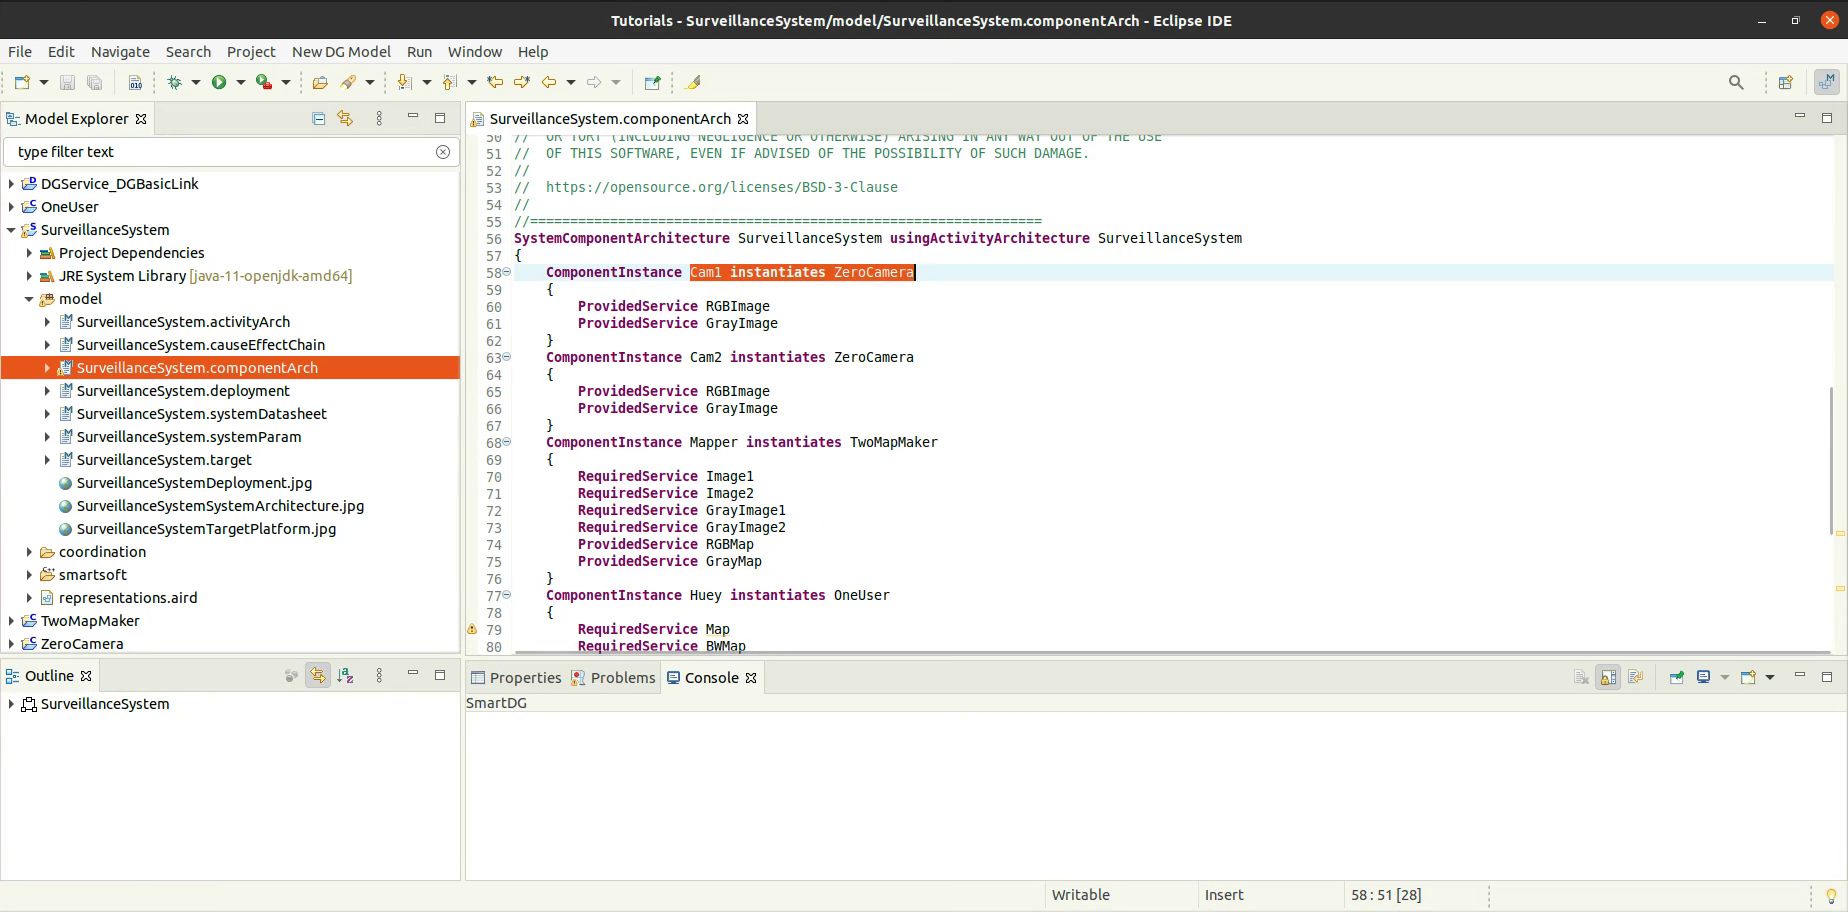 Tutorials - SurveillanceSystem/model/SurveillanceSystem.componentArch - Eclipse IDE
File Edit Navigate Search Project New DG Model Run Window Help
Model Explorer
type filter text
DGService_DGBasicLink
OneUser
SurveillanceSystem
Project Dependencies
JRE System Library [java-11-openjdk-amd64]
model
SurveillanceSystem.activityArch
SurveillanceSystem.causeEffectChain
SurveillanceSystem.componentArch
SurveillanceSystem.deployment
SurveillanceSystem.systemDatasheet
SurveillanceSystem.systemParam
SurveillanceSystem.target
SurveillanceSystemDeployment.jpg
SurveillanceSystemSystemArchitecture.jpg
SurveillanceSystemTargetPlatform.jpg
coordination
smartsoft
representations.aird
TwoMapMaker
ZeroCamera
Outline
SurveillanceSystem
SurveillanceSystem.componentArch
50 // OR TORT (INCLUDING NEGLIGENCE OR OTHERWISE) ARISING IN ANY WAY OUT OF THE USE
51 // OF THIS SOFTWARE, EVEN IF ADVISED OF THE POSSIBILITY OF SUCH DAMAGE.
52 //
53 // https://opensource.org/licenses/BSD-3-Clause
54 //
55 //================================================================
56 SystemComponentArchitecture SurveillanceSystem usingActivityArchitecture SurveillanceSystem
57 {
58 ComponentInstance Cam1 instantiates ZeroCamera
59 {
60 ProvidedService RGBImage
61 ProvidedService GrayImage
62 }
63 ComponentInstance Cam2 instantiates ZeroCamera
64 {
65 ProvidedService RGBImage
66 ProvidedService GrayImage
67 }
68 ComponentInstance Mapper instantiates TwoMapMaker
69 {
70 RequiredService Image1
71 RequiredService Image2
72 RequiredService GrayImage1
73 RequiredService GrayImage2
74 ProvidedService RGBMap
75 ProvidedService GrayMap
76 }
77 ComponentInstance Huey instantiates OneUser
78 {
79 RequiredService Map
80 RequiredService BWMap
Properties Problems Console
SmartDG
Writable Insert 58 : 51 [28]